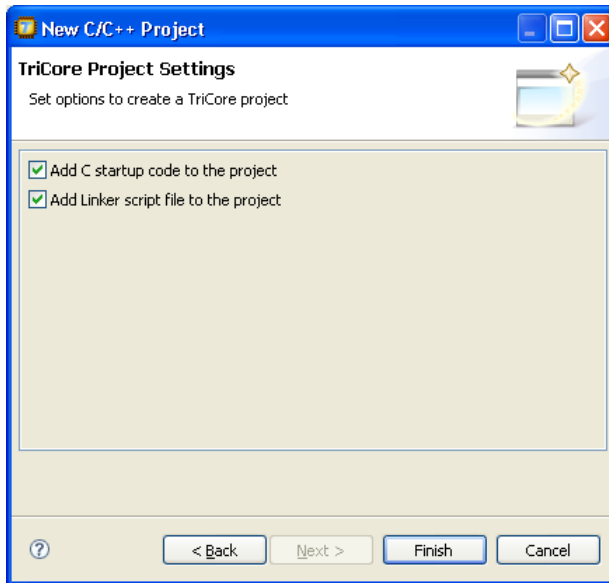 New C/C++ Project
TriCore Project Settings
Set options to create a TriCore project
Add C startup code to the project
Add Linker script file to the project
< Back
Next >
Finish
Cancel